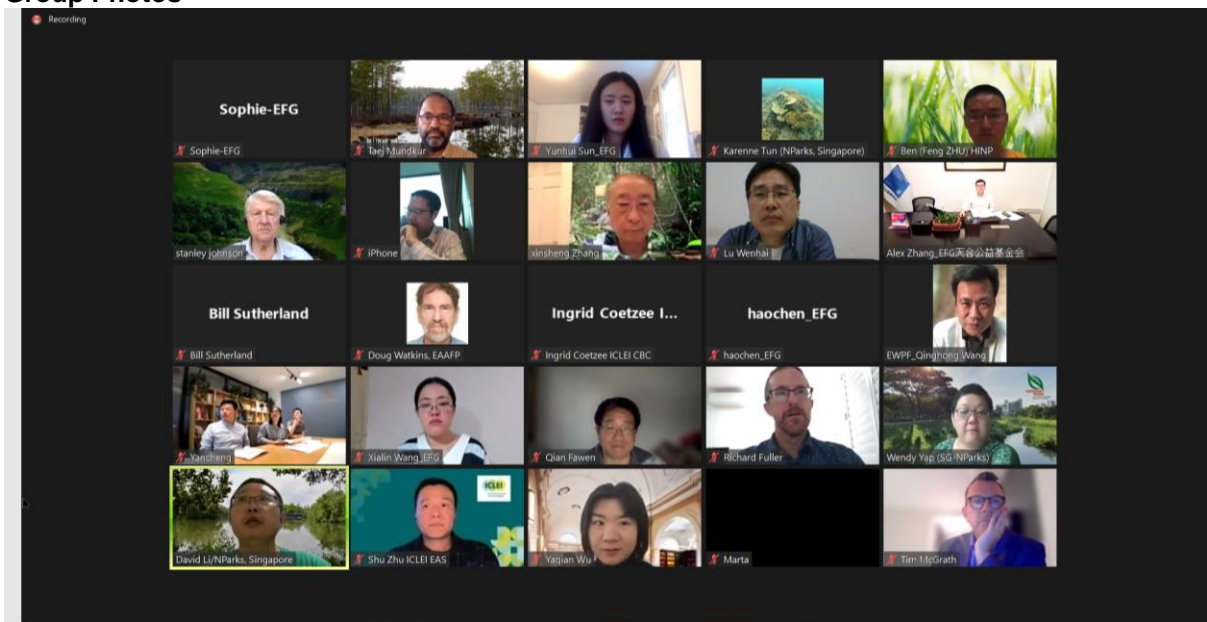 Group Photos
Recording
Sophie-EFG
Sophie-EFG
Taej Mundkur
Yunhui Sun_EFG
Karenne Tun (NParks, Singapore)
Ben (Feng ZHU) HINP
stanley johnson
iPhone
xinsheng Zhang
Lu Wenhai
Alex Zhang_EFG天合公益基金会
Bill Sutherland
Bill Sutherland
Doug Watkins, EAAFP
Ingrid Coetzee I...
Ingrid Coetzee ICLEI CBC
haochen_EFG
haochen_EFG
EWPF_Qinghong Wang
Yancheng
Xialin Wang_EFG
Qian Fawen
Richard Fuller
Wendy Yap (SG-NParks)
David Li/NParks, Singapore
ICLEI
Shu Zhu ICLEI EAS
Yaqian Wu
Marta
Tim McGrath